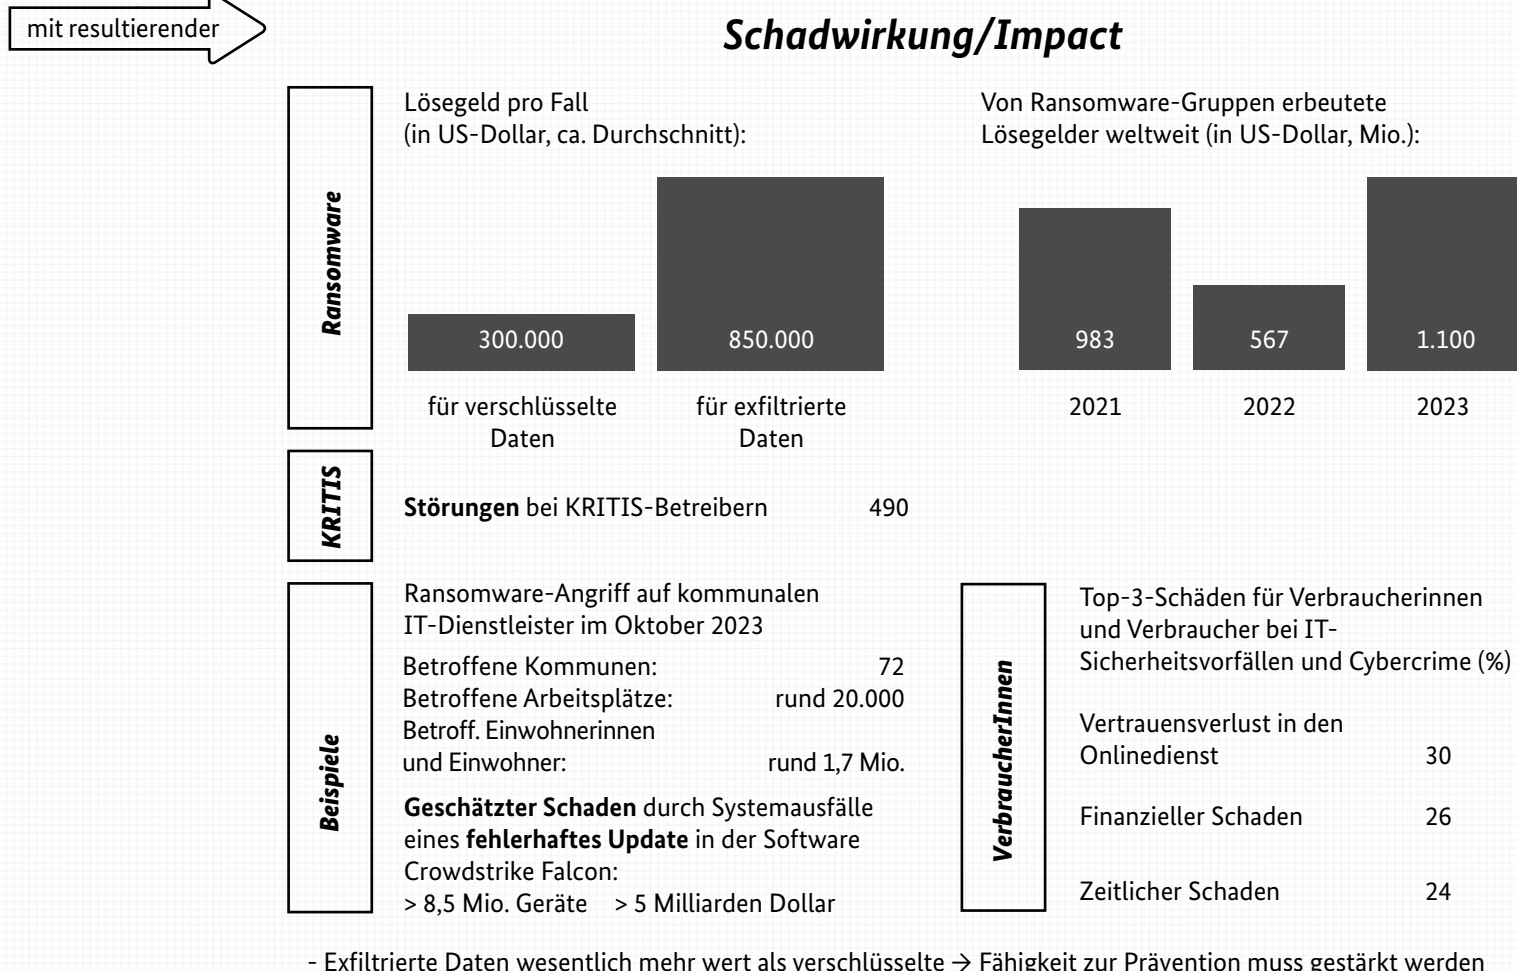 mit resultierender
Schadwirkung/Impact
Ransomware
Lösegeld pro Fall
(in US-Dollar, ca. Durchschnitt):
300.000
850.000
für verschlüsselte
Daten
für exfiltrierte
Daten
Von Ransomware-Gruppen erbeutete
Lösegelder weltweit (in US-Dollar, Mio.):
983
567
1.100
2021
2022
2023
KRITIS
Störungen bei KRITIS-Betreibern 490
Beispiele
Ransomware-Angriff auf kommunalen
IT-Dienstleister im Oktober 2023
Betroffene Kommunen: 72
Betroffene Arbeitsplätze: rund 20.000
Betroff. Einwohnerinnen
und Einwohner: rund 1,7 Mio.
Geschätzter Schaden durch Systemausfälle
eines fehlerhaftes Update in der Software
Crowdstrike Falcon:
> 8,5 Mio. Geräte > 5 Milliarden Dollar
VerbraucherInnen
Top-3-Schäden für Verbraucherinnen
und Verbraucher bei IT-
Sicherheitsvorfällen und Cybercrime (%)
Vertrauensverlust in den
Onlinedienst 30
Finanzieller Schaden 26
Zeitlicher Schaden 24
- Exfiltrierte Daten wesentlich mehr wert als verschlüsselte → Fähigkeit zur Prävention muss gestärkt werden